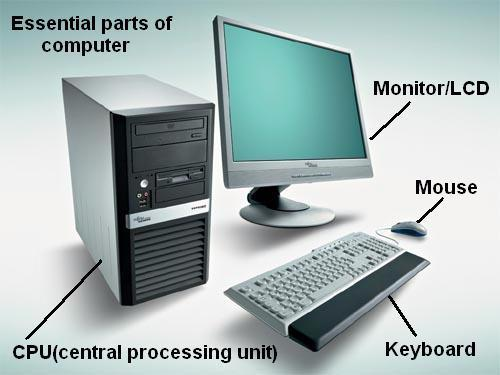 Essential parts of
computer
Monitor/LCD
Mouse
Keyboard
CPU(central processing unit)